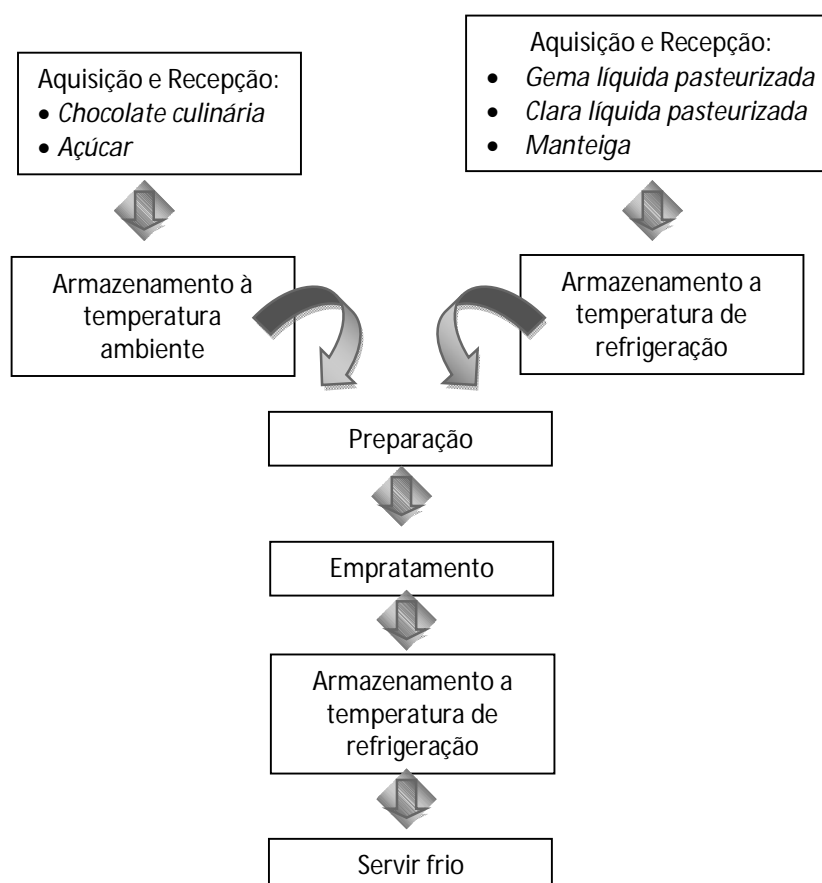 Aquisição e Recepção:
• Chocolate culinária
• Açúcar
Aquisição e Recepção:
• Gema líquida pasteurizada
• Clara líquida pasteurizada
• Manteiga
Armazenamento à
temperatura
ambiente
Armazenamento a
temperatura de
refrigeração
Preparação
Empratamento
Armazenamento a
temperatura de
refrigeração
Servir frio